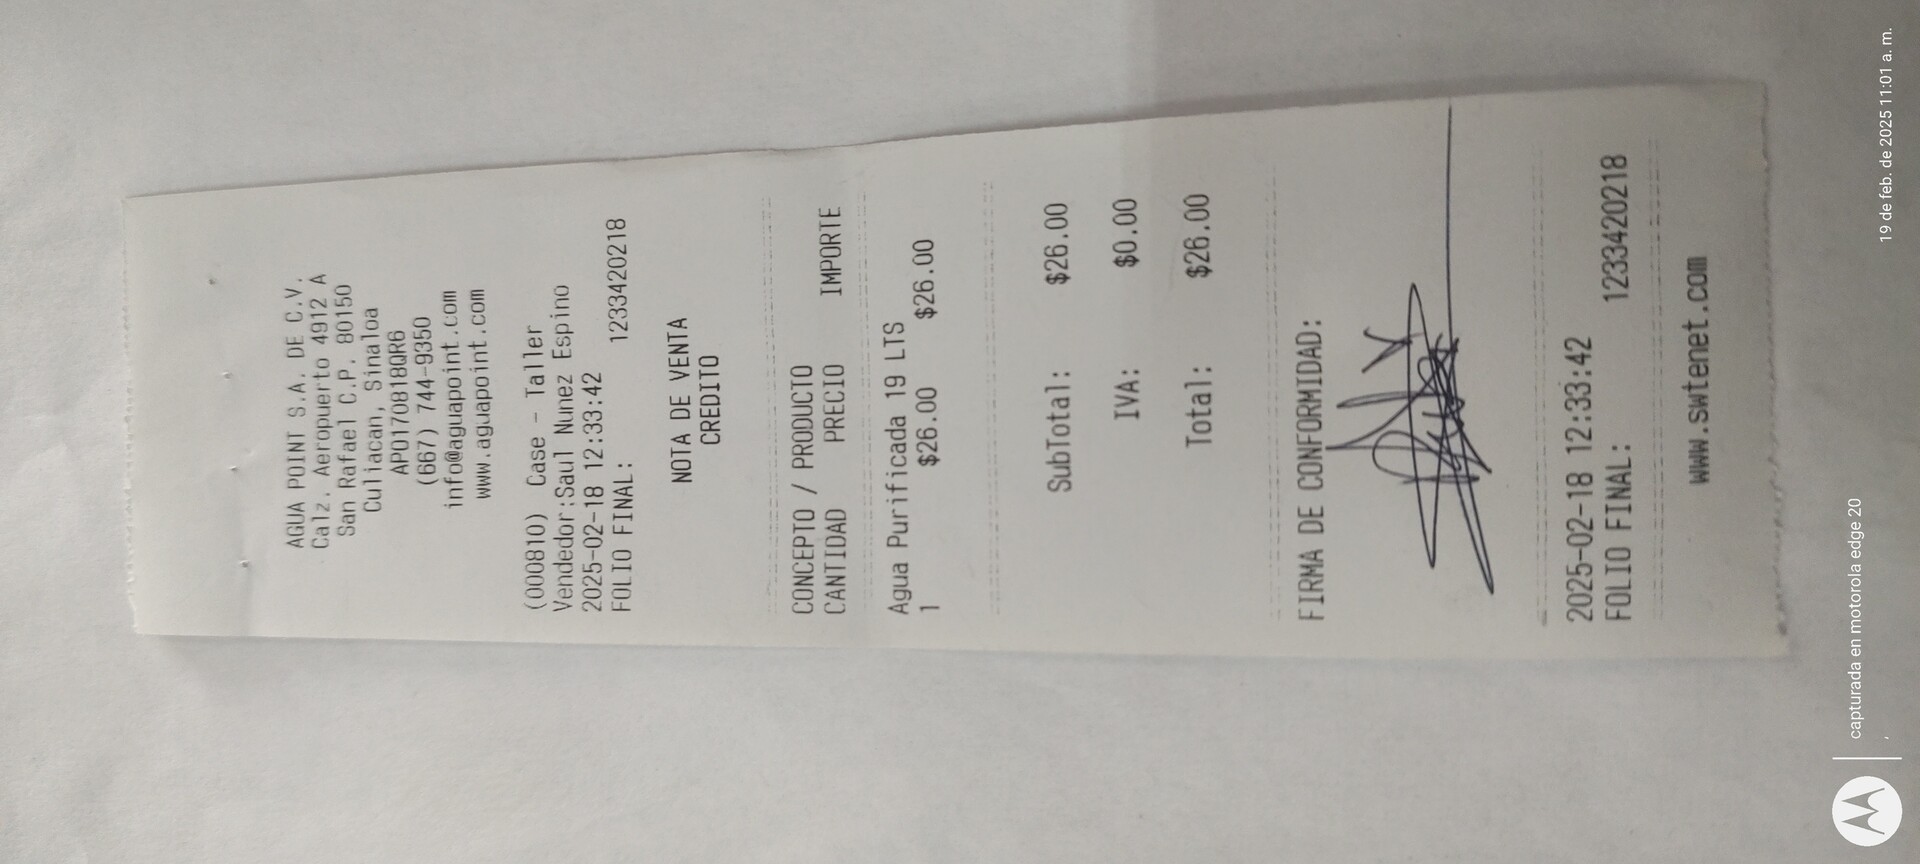 AGUA POINT S.A. DE C.V.
Calz. Aeropuerto 4912 A
San Rafael C.P. 80150
Culiacan, Sinaloa
APO170818QR6
(667) 744-9350
info@aguapoint.com
www.aguapoint.com
(000810) Case - Taller
Vendedor:Saul Nunez Espino
2025-02-18 12:33:42
FOLIO FINAL: 1233420218
NOTA DE VENTA
CREDITO
CONCEPTO / PRODUCTO
CANTIDAD PRECIO IMPORTE
Agua Purificada 19 LTS
1 $26.00 $26.00
SubTotal: $26.00
IVA: $0.00
Total: $26.00
FIRMA DE CONFORMIDAD:
2025-02-18 12:33:42
FOLIO FINAL: 1233420218
www.swtenet.com
capturada en motorola edge 20
,
19 de feb. de 2025 11:01 a. m.